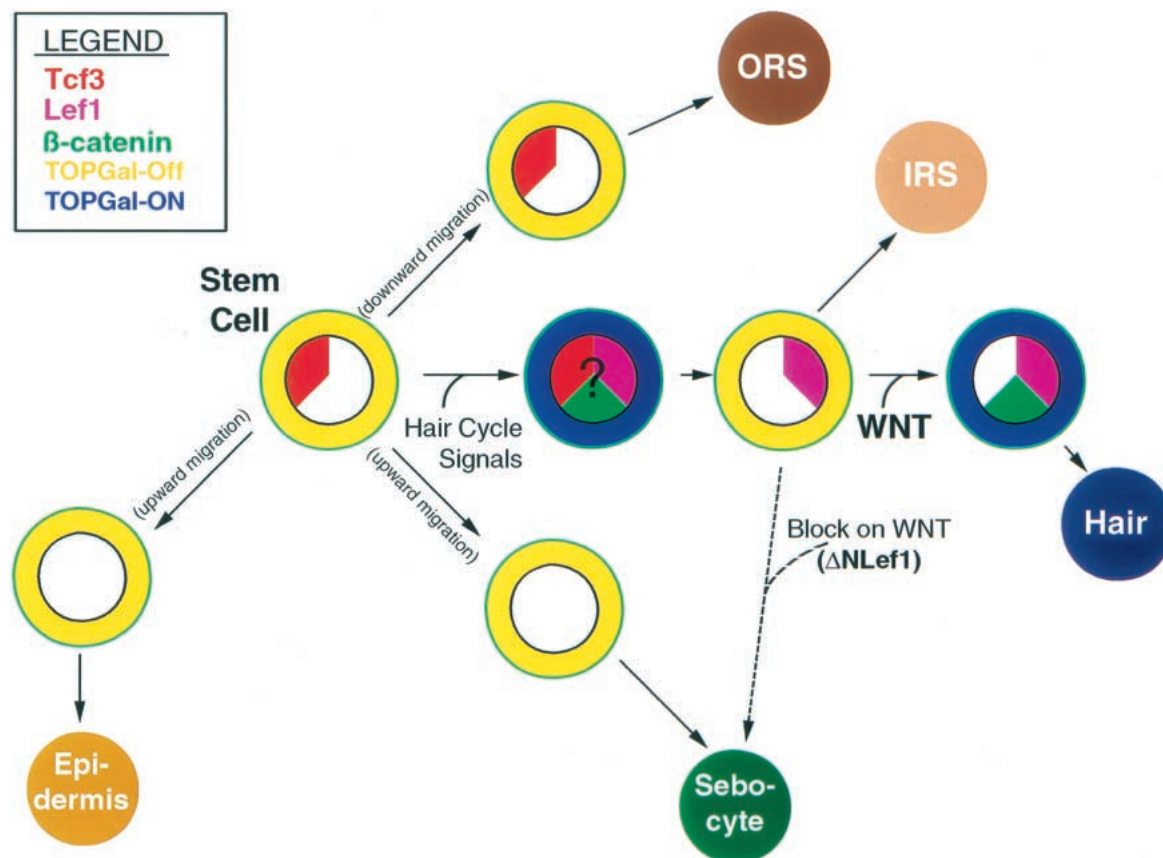 LEGEND
Tcf3
Lef1
ß-catenin
TOPGal-Off
TOPGal-ON
ORS
IRS
(downward migration)
Stem
Cell
?
Hair Cycle
Signals
WNT
Hair
(upward migration)
(upward migration)
Block on WNT
(ΔNLef1)
Epi-
dermis
Sebo-
cyte